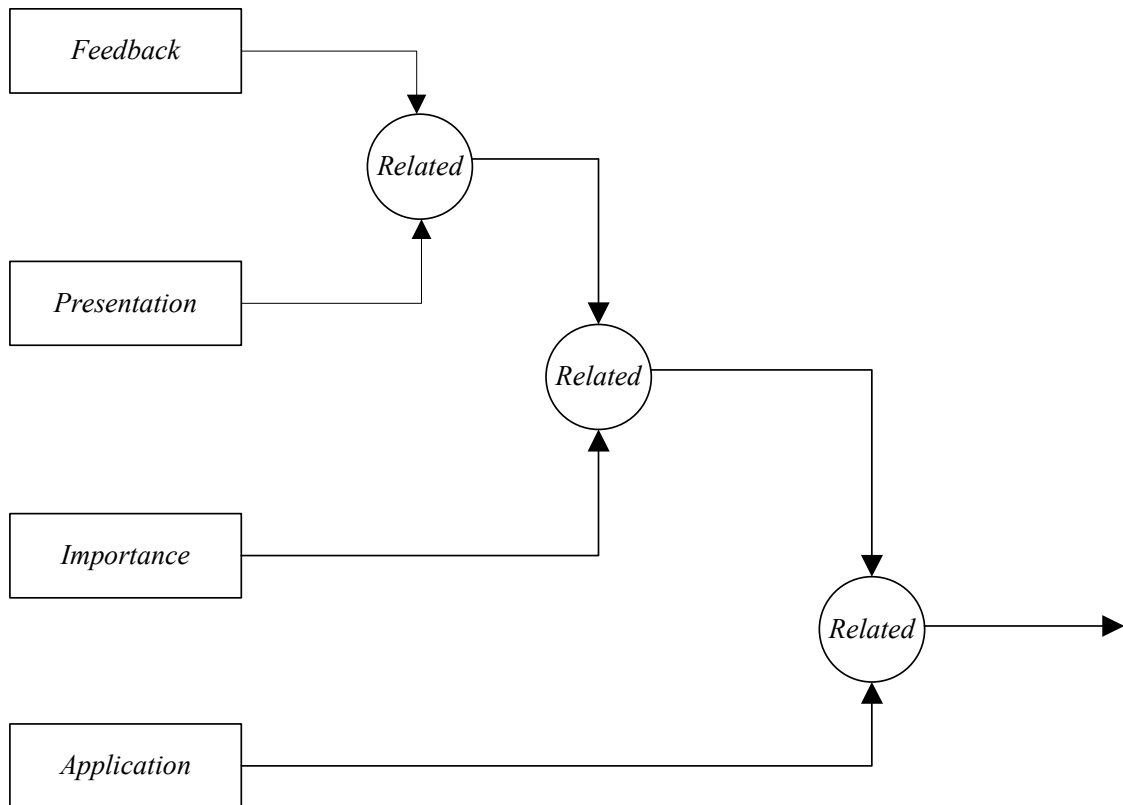 Feedback
Related
Presentation
Related
Importance
Related
Application